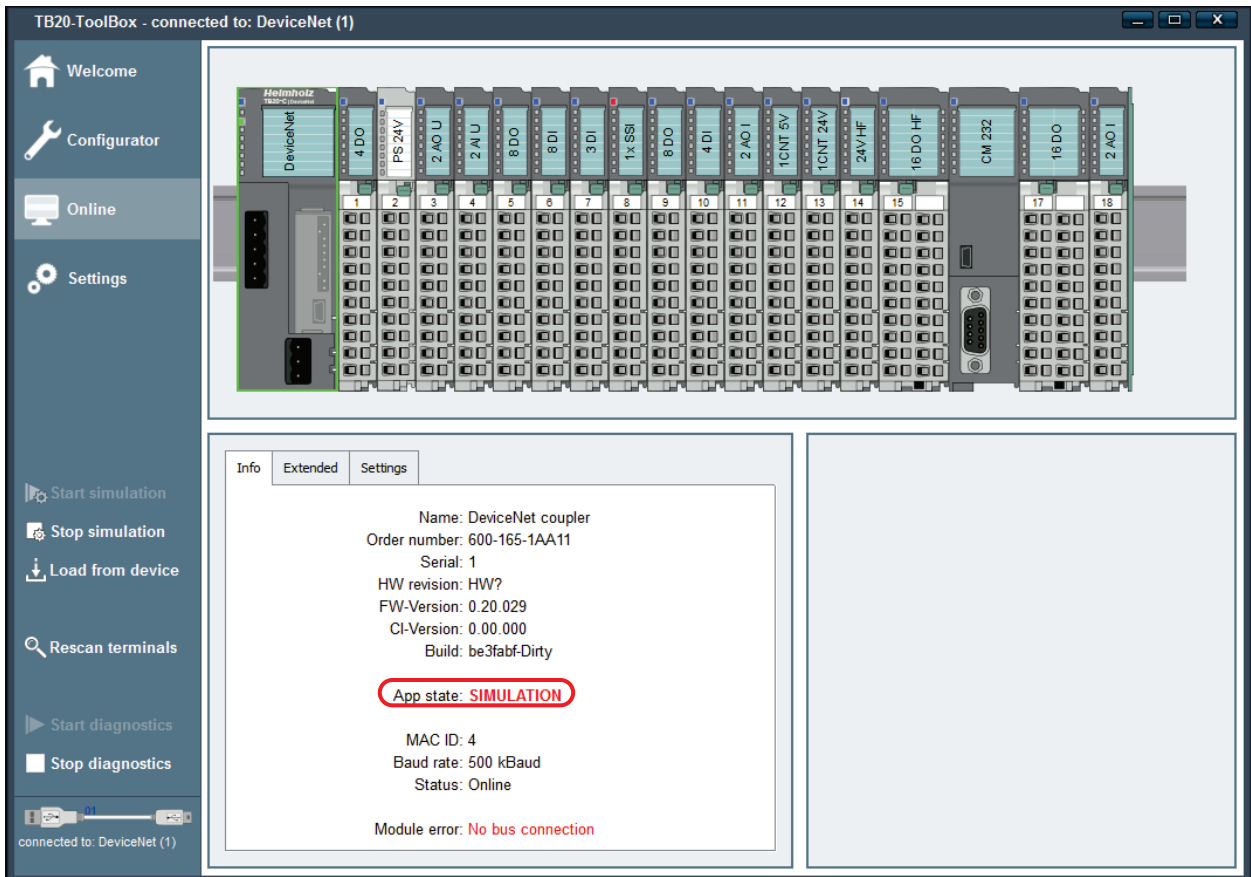 TB20-ToolBox - connected to: DeviceNet (1)
Welcome
Configurator
Online
Settings
Start simulation
Stop simulation
Load from device
Rescan terminals
Start diagnostics
Stop diagnostics
01
connected to: DeviceNet (1)
Helmholz
TB20-C | DeviceNet
DeviceNet
4 DO
PS 24V
2 AO U
2 AI U
8 DO
8 DI
3 DI
1x SSI
8 DO
4 DI
2 AO I
1CNT 5V
1CNT 24V
24V HF
16 DO HF
CM 232
16 DO
2 AO I
1 2 3 4 5 6 7 8 9 10 11 12 13 14 15 17 18
Info Extended Settings
Name: DeviceNet coupler
Order number: 600-165-1AA11
Serial: 1
HW revision: HW?
FW-Version: 0.20.029
CI-Version: 0.00.000
Build: be3fabf-Dirty
App state: SIMULATION
MAC ID: 4
Baud rate: 500 kBaud
Status: Online
Module error: No bus connection